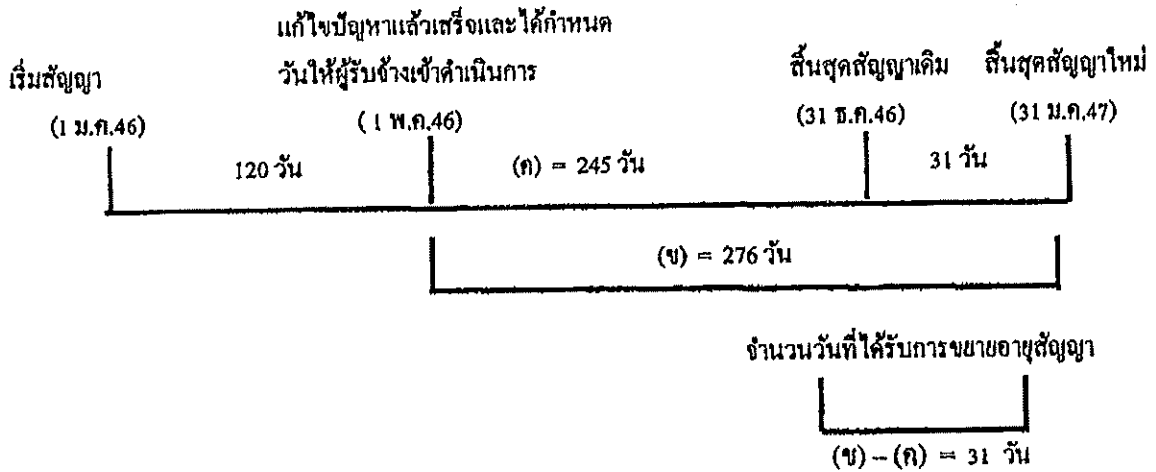 แก้ไขปัญหาแล้วเสร็จและได้กำหนด
เริ่มสัญญา
วันให้ผู้รับจ้างเข้าดำเนินการ
สิ้นสุดสัญญาเดิม
สิ้นสุดสัญญาใหม่
(1 ม.ค.46)
(1 พ.ค.46)
(31 ธ.ค.46)
(31 ม.ค.47)
120 วัน
(ค) = 245 วัน
31 วัน
(ข) = 276 วัน
จำนวนวันที่ได้รับการขยายอายุสัญญา
(ข) – (ค) = 31 วัน